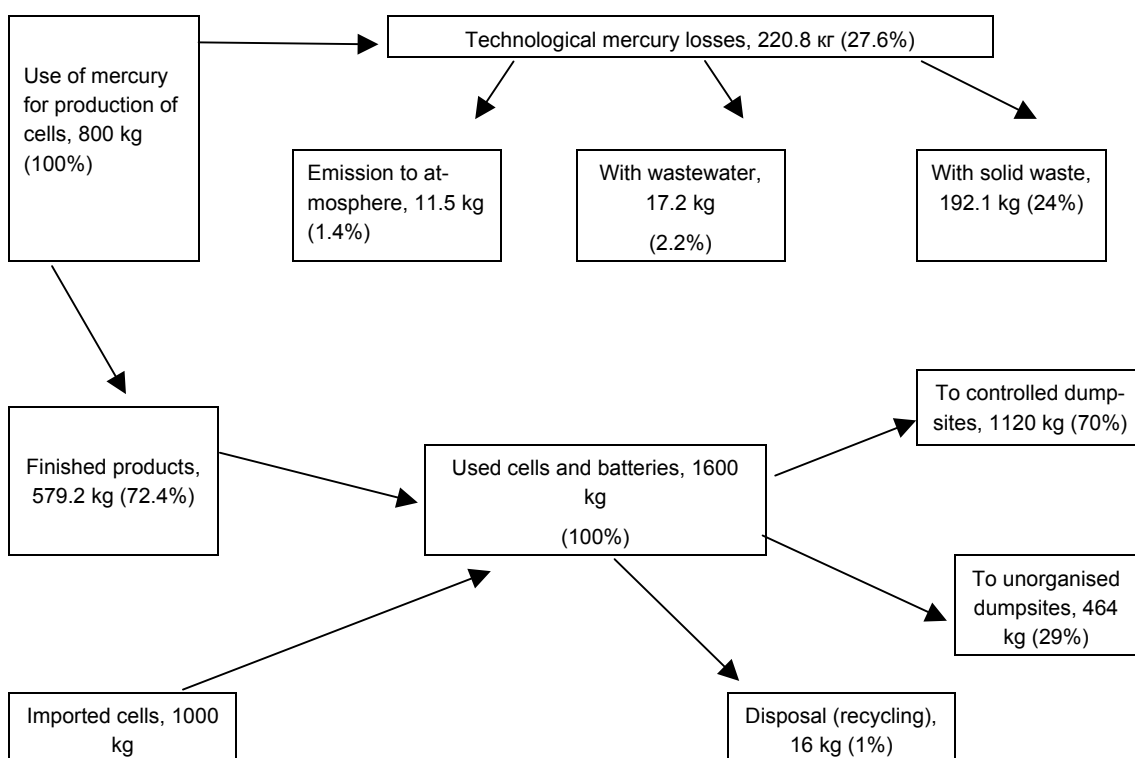 Use of mercury
for production of
cells, 800 kg
(100%)
Technological mercury losses, 220.8 кг (27.6%)
Emission to at-
mosphere, 11.5 kg
(1.4%)
With wastewater,
17.2 kg
(2.2%)
With solid waste,
192.1 kg (24%)
To controlled dump-
sites, 1120 kg (70%)
Finished products,
579.2 kg (72.4%)
Used cells and batteries, 1600
kg
(100%)
To unorganised
dumpsites, 464
kg (29%)
Imported cells, 1000
kg
Disposal (recycling),
16 kg (1%)